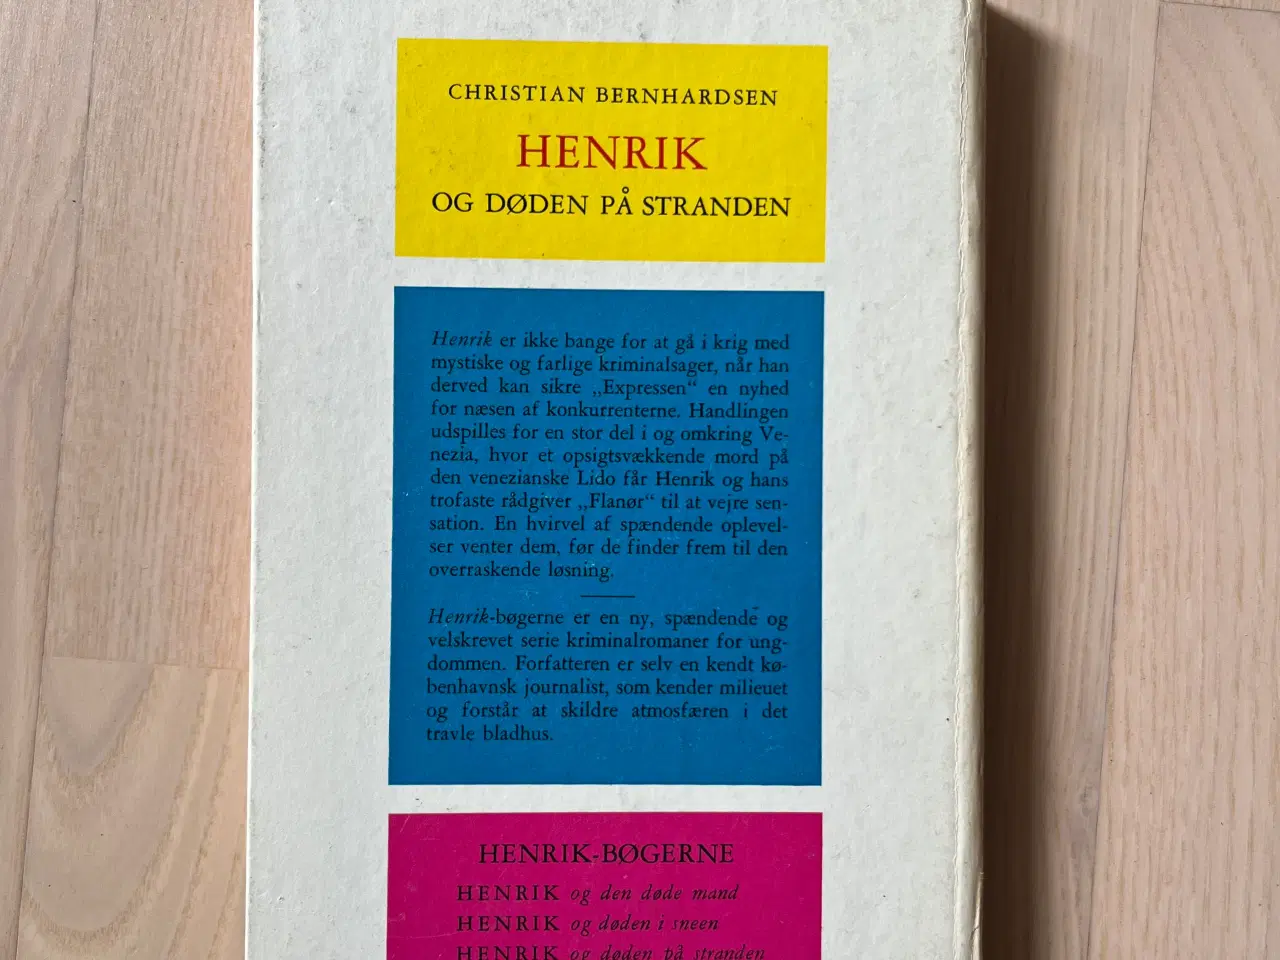 CHRISTIAN BERNHARDSEN
HENRIK
OG DØDEN PÅ STRANDEN
Henrik er ikke bange for at gå i krig med
mystiske og farlige kriminalsager, når han
derved kan sikre „Expressen“ en nyhed
for næsen af konkurrenterne. Handlingen
udspilles for en stor del i og omkring Ve-
nezia, hvor et opsigtsvækkende mord på
den venezianske Lido får Henrik og hans
trofaste rådgiver „Flanør“ til at vejre sen-
sation. En hvirvel af spændende oplevel-
ser venter dem, før de finder frem til den
overraskende løsning.
Henrik-bøgerne er en ny, spændende og
velskrevet serie kriminalromaner for ung-
dommen. Forfatteren er selv en kendt kø-
benhavnsk journalist, som kender milieuet
og forstår at skildre atmosfæren i det
travle bladhus.
HENRIK-BØGERNE
HENRIK og den døde mand
HENRIK og døden i sneen
HENRIK og døden på stranden